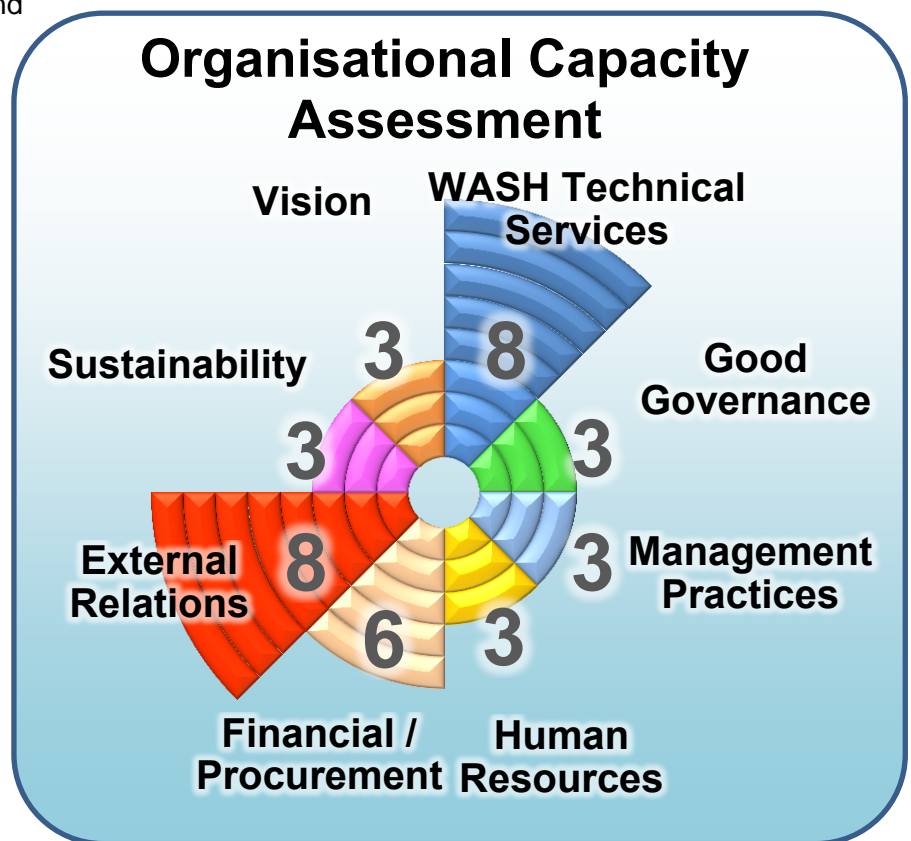 nd
Organisational Capacity
Assessment
Vision
WASH Technical
Services
3
8
Sustainability
Good
Governance
3
3
External
Relations
8
3
Management
Practices
6
3
Financial /
Procurement
Human
Resources